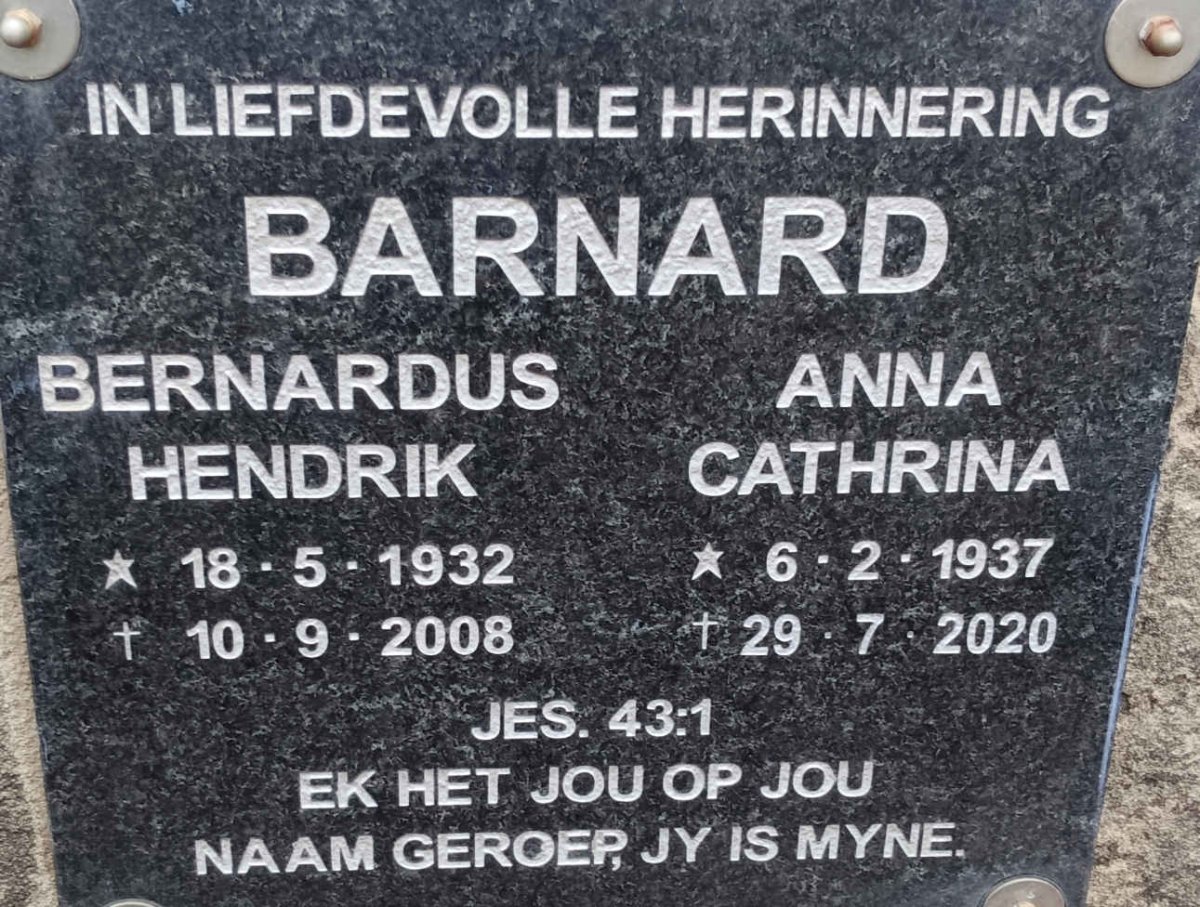 IN LIEFDEVOLLE HERINNERING
BARNARD
BERNARDUS ANNA
HENDRIK CATHRINA
★ 18 · 5 · 1932 ★ 6 · 2 · 1937
† 10 · 9 · 2008 † 29 · 7 · 2020
JES. 43:1
EK HET JOU OP JOU
NAAM GEROEP, JY IS MYNE.